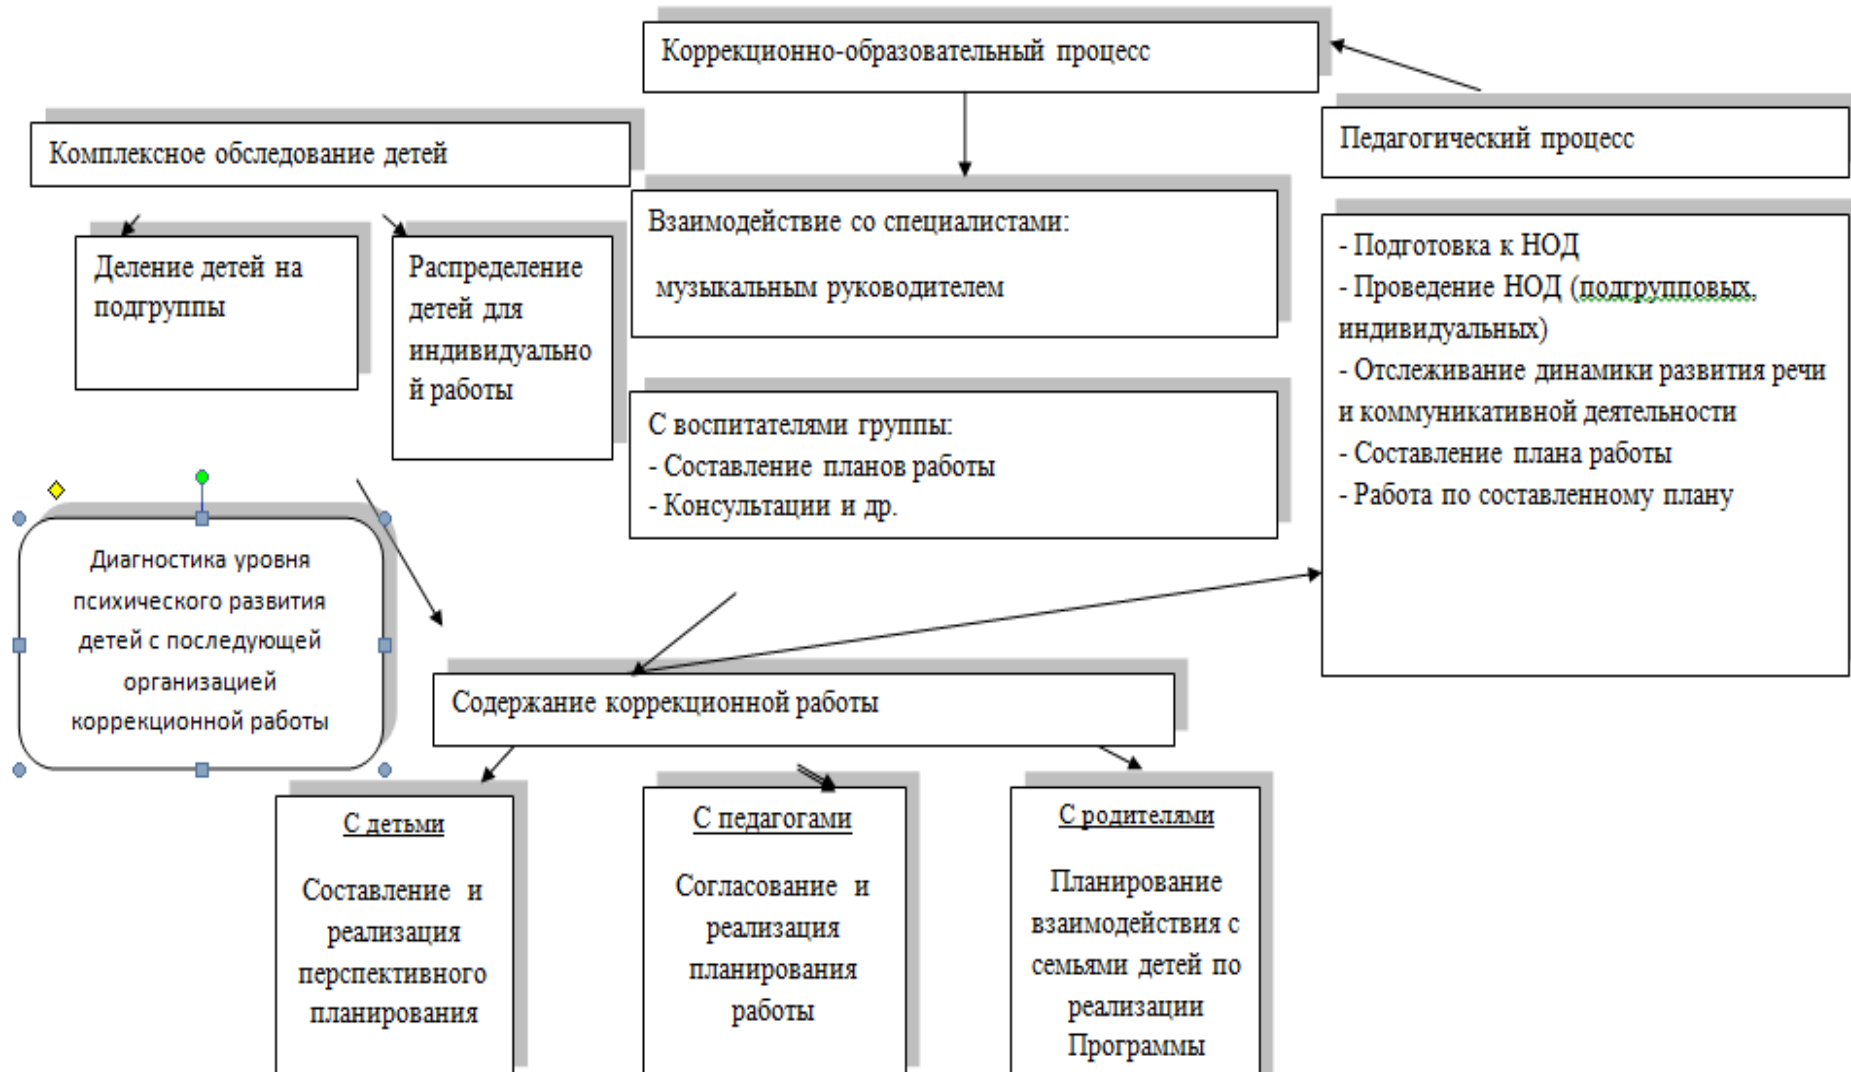 Коррекционно-образовательный процесс
Педагогический процесс
Комплексное обследование детей
Взаимодействие со специалистами:
музыкальным руководителем
Деление детей на
подгруппы
Распределение
детей для
индивидуально
й работы
- Подготовка к НОД
- Проведение НОД (подгрупповых,
индивидуальных)
- Отслеживание динамики развития речи
и коммуникативной деятельности
- Составление плана работы
- Работа по составленному плану
С воспитателями группы:
- Составление планов работы
- Консультации и др.
Диагностика уровня
психического развития
детей с последующей
организацией
коррекционной работы
Содержание коррекционной работы
С детьми
Составление и
реализация
перспективного
планирования
С педагогами
Согласование и
реализация
планирования
работы
С родителями
Планирование
взаимодействия с
семьями детей по
реализации
Программы